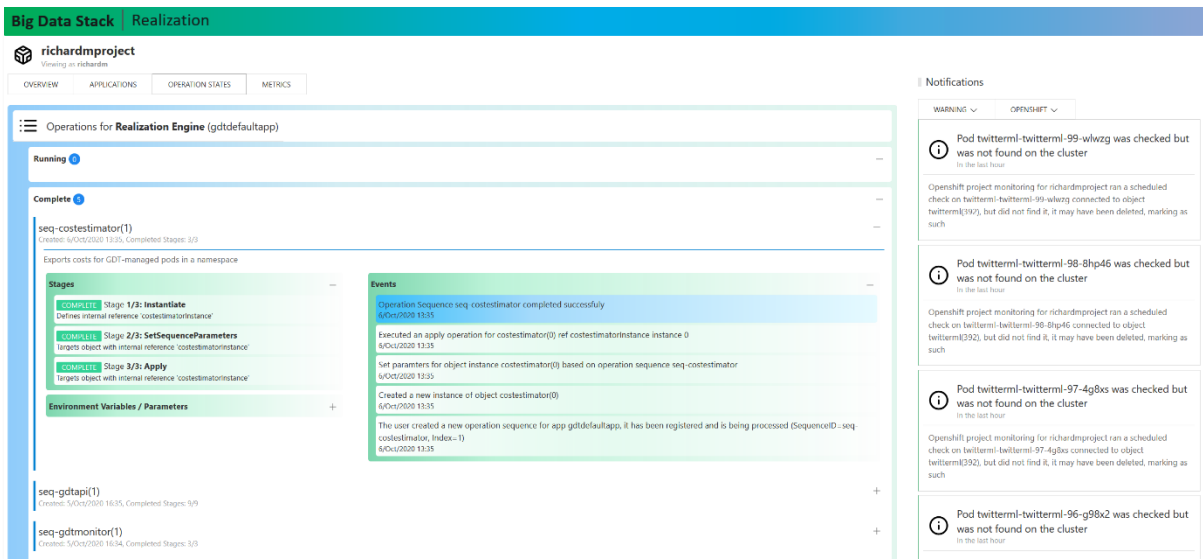 Big Data Stack | Realization
richardmproject
Viewing as richardm
OVERVIEW APPLICATIONS OPERATION STATES METRICS
Operations for Realization Engine (gdtdefaultapp)
Running 0
Complete 5
seq-costestimator(1)
Created: 6/Oct/2020 13:35, Completed Stages: 3/3
Exports costs for GDT-managed pods in a namespace
Stages
COMPLETE Stage 1/3: Instantiate
Defines internal reference 'costestimatorinstance'
COMPLETE Stage 2/3: SetSequenceParameters
Targets object with internal reference 'costestimatorinstance'
COMPLETE Stage 3/3: Apply
Targets object with internal reference 'costestimatorinstance'
Environment Variables / Parameters
Events
Operation Sequence seq-costestimator completed successfuly
6/Oct/2020 13:35
Executed an apply operation for costestimator(0) ref costestimatorinstance instance 0
6/Oct/2020 13:35
Set paramters for object instance costestimator(0) based on operation sequence seq-costestimator
6/Oct/2020 13:35
Created a new instance of object costestimator(0)
6/Oct/2020 13:35
The user created a new operation sequence for app gdtdefaultapp, it has been registered and is being processed (SequenceID=seq-
costestimator, Index=1)
6/Oct/2020 13:35
seq-gdtapi(1)
Created: 5/Oct/2020 16:35, Completed Stages: 9/9
seq-gdtmonitor(1)
Created: 5/Oct/2020 16:34, Completed Stages: 3/3
Notifications
WARNING OPENSHIFT
Pod twitterml-twitterml-99-wlwzg was checked but
was not found on the cluster
In the last hour
Openshift project monitoring for richardmproject ran a scheduled
check on twitterml-twitterml-99-wlwzg connected to object
twitterml(392), but did not find it, it may have been deleted, marking as
such
Pod twitterml-twitterml-98-8hp46 was checked but
was not found on the cluster
In the last hour
Openshift project monitoring for richardmproject ran a scheduled
check on twitterml-twitterml-98-8hp46 connected to object
twitterml(392), but did not find it, it may have been deleted, marking as
such
Pod twitterml-twitterml-97-4g8xs was checked but
was not found on the cluster
In the last hour
Openshift project monitoring for richardmproject ran a scheduled
check on twitterml-twitterml-97-4g8xs connected to object
twitterml(392), but did not find it, it may have been deleted, marking as
such
Pod twitterml-twitterml-96-g98x2 was checked but
was not found on the cluster
In the last hour